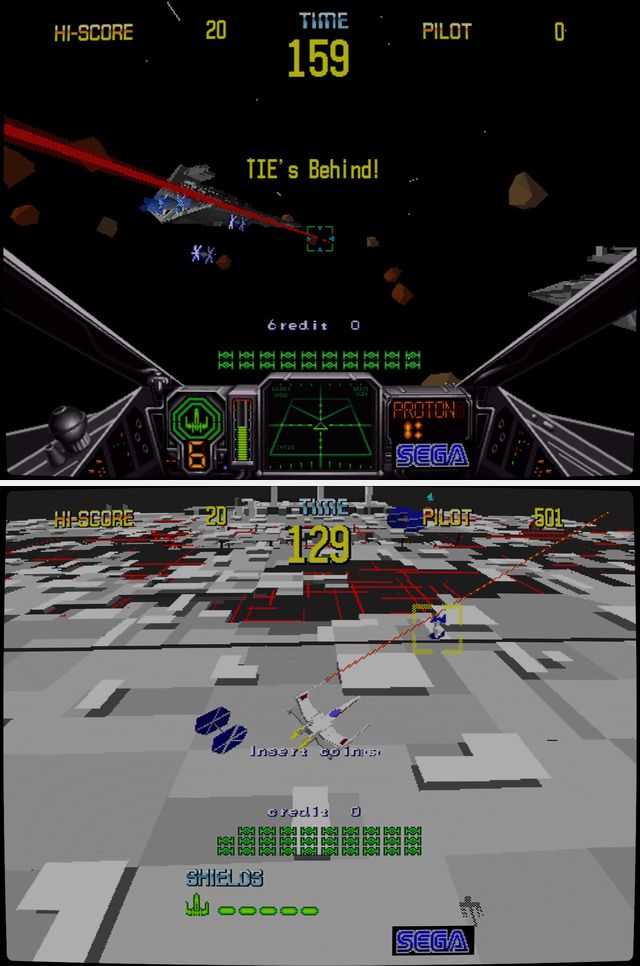 HI-SCORE 20 TIME PILOT 0
159
TIE's Behind!
credit 0
6 PROTON
SEGA
HI-SCORE 20 TIME PILOT 501
129
Insert coin(s)
credit 0
SHIELDS
SEGA